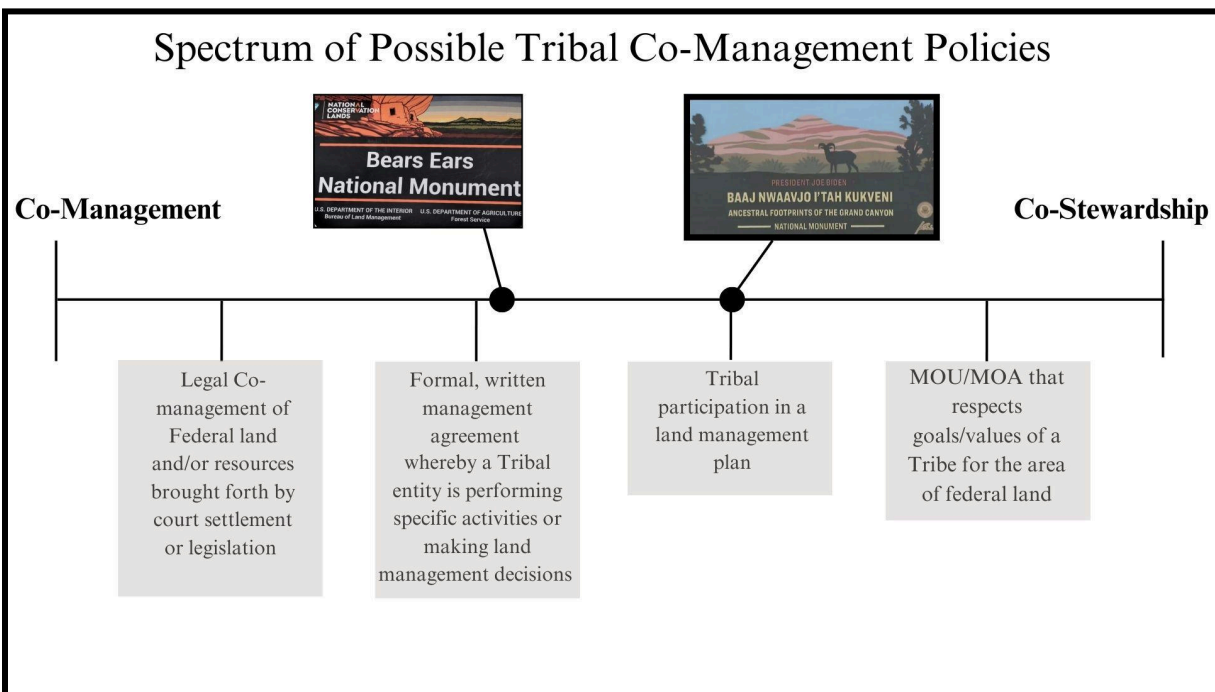 Spectrum of Possible Tribal Co-Management Policies
NATIONAL
CONSERVATION
LANDS
Bears Ears
National Monument
U.S. DEPARTMENT OF THE INTERIOR
Bureau of Land Management
U.S. DEPARTMENT OF AGRICULTURE
Forest Service
PRESIDENT JOE BIDEN
BAAJ NWAAVJO I'TAH KUKVENI
ANCESTRAL FOOTPRINTS OF THE GRAND CANYON
NATIONAL MONUMENT
Co-Management
Co-Stewardship
Legal Co-
management of
Federal land
and/or resources
brought forth by
court settlement
or legislation
Formal, written
management
agreement
whereby a Tribal
entity is performing
specific activities or
making land
management decisions
Tribal
participation in a
land management
plan
MOU/MOA that
respects
goals/values of a
Tribe for the area
of federal land